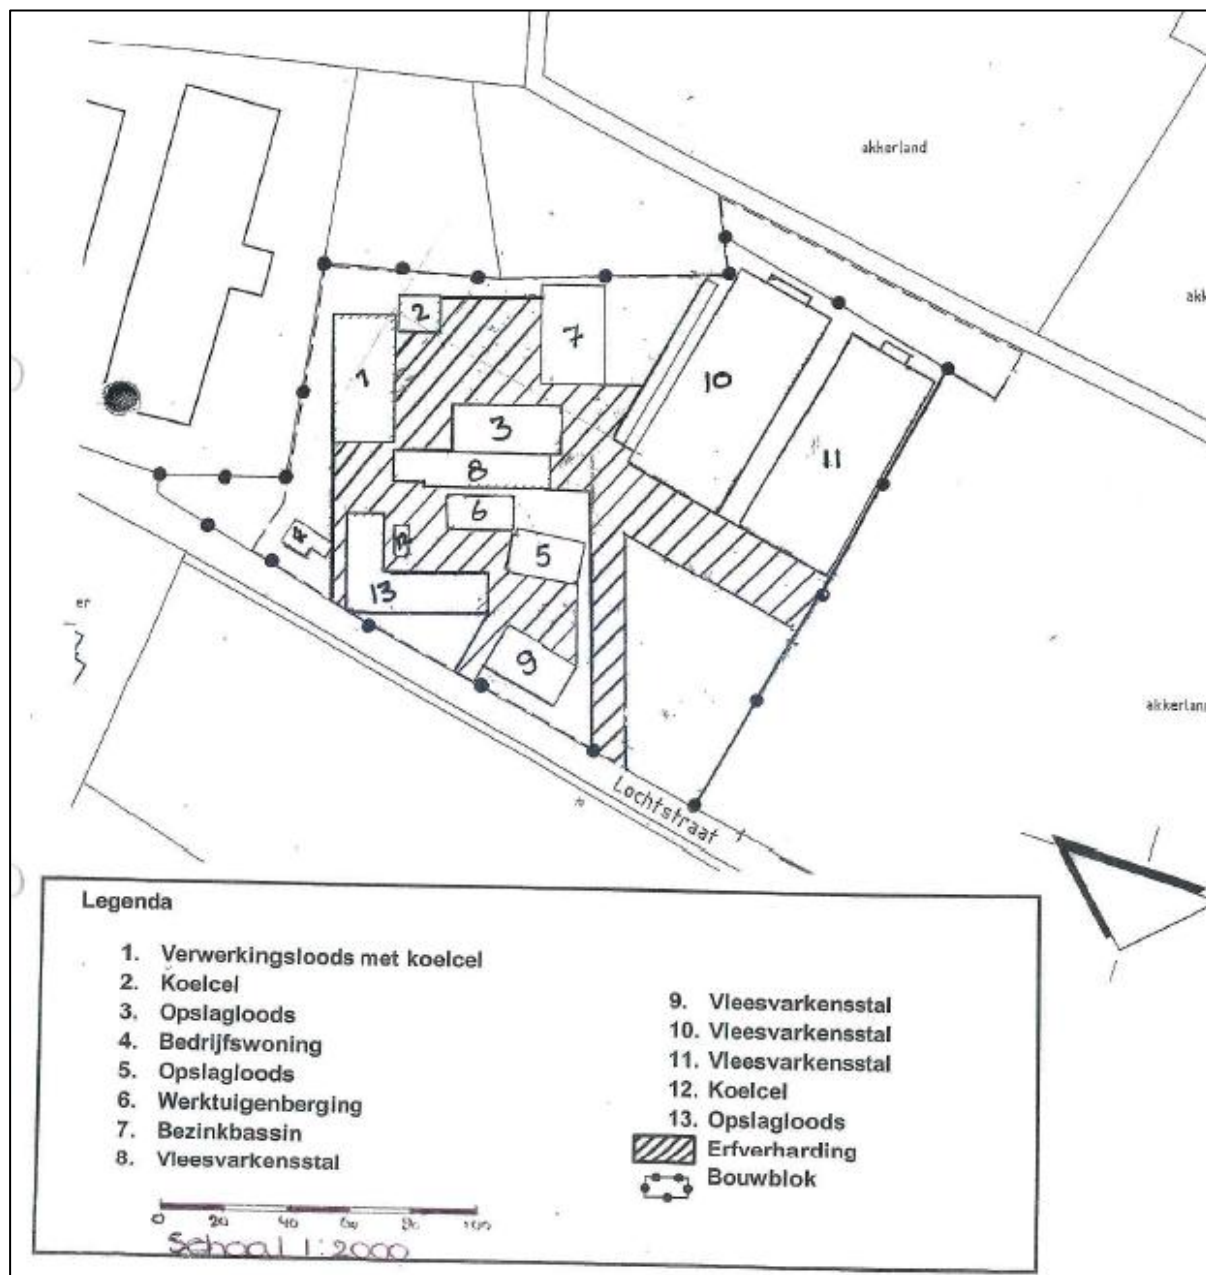 akkerland
akk
2
7
1
10
3
11
8
6
12
5
4
13
er
9
akkerland
Lochtstraat
Legenda
1. Verwerkingsloods met koelcel
2. Koelcel
3. Opslagloods
4. Bedrijfswoning
5. Opslagloods
6. Werktuigenberging
7. Bezinkbassin
8. Vleesvarkensstal
9. Vleesvarkensstal
10. Vleesvarkensstal
11. Vleesvarkensstal
12. Koelcel
13. Opslagloods
Erfverharding
Bouwblok
0 20 40 60 80 100
Schaal 1:2000